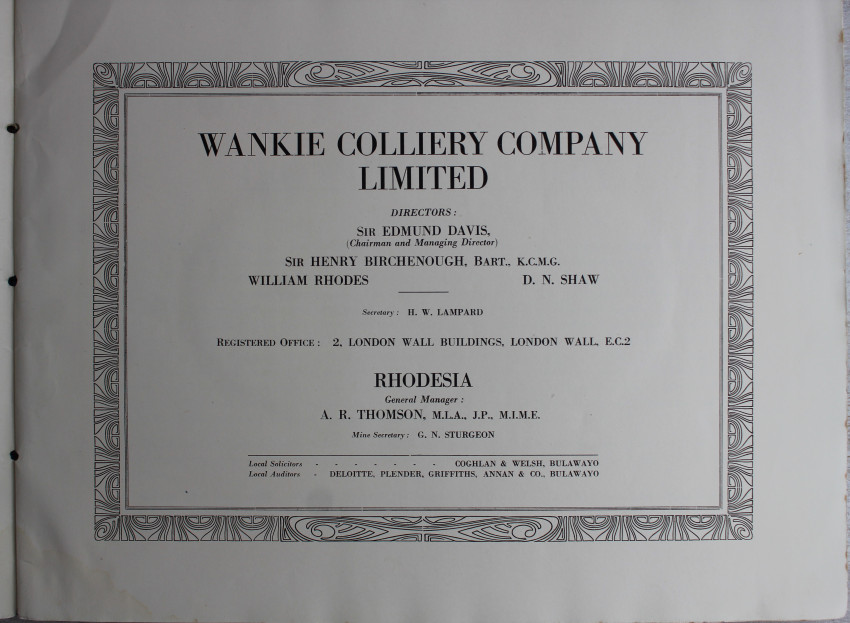 WANKIE COLLIERY COMPANY
LIMITED
DIRECTORS :
SIR EDMUND DAVIS,
(Chairman and Managing Director)
SIR HENRY BIRCHENOUGH, BART., K.C.M.G.
WILLIAM RHODES D. N. SHAW
Secretary : H. W. LAMPARD
REGISTERED OFFICE : 2, LONDON WALL BUILDINGS, LONDON WALL, E.C.2
RHODESIA
General Manager :
A. R. THOMSON, M.L.A., J.P., M.I.M.E.
Mine Secretary : G. N. STURGEON
Local Solicitors - - - - - - - COGHLAN & WELSH, BULAWAYO
Local Auditors - DELOITTE, PLENDER, GRIFFITHS, ANNAN & CO., BULAWAYO